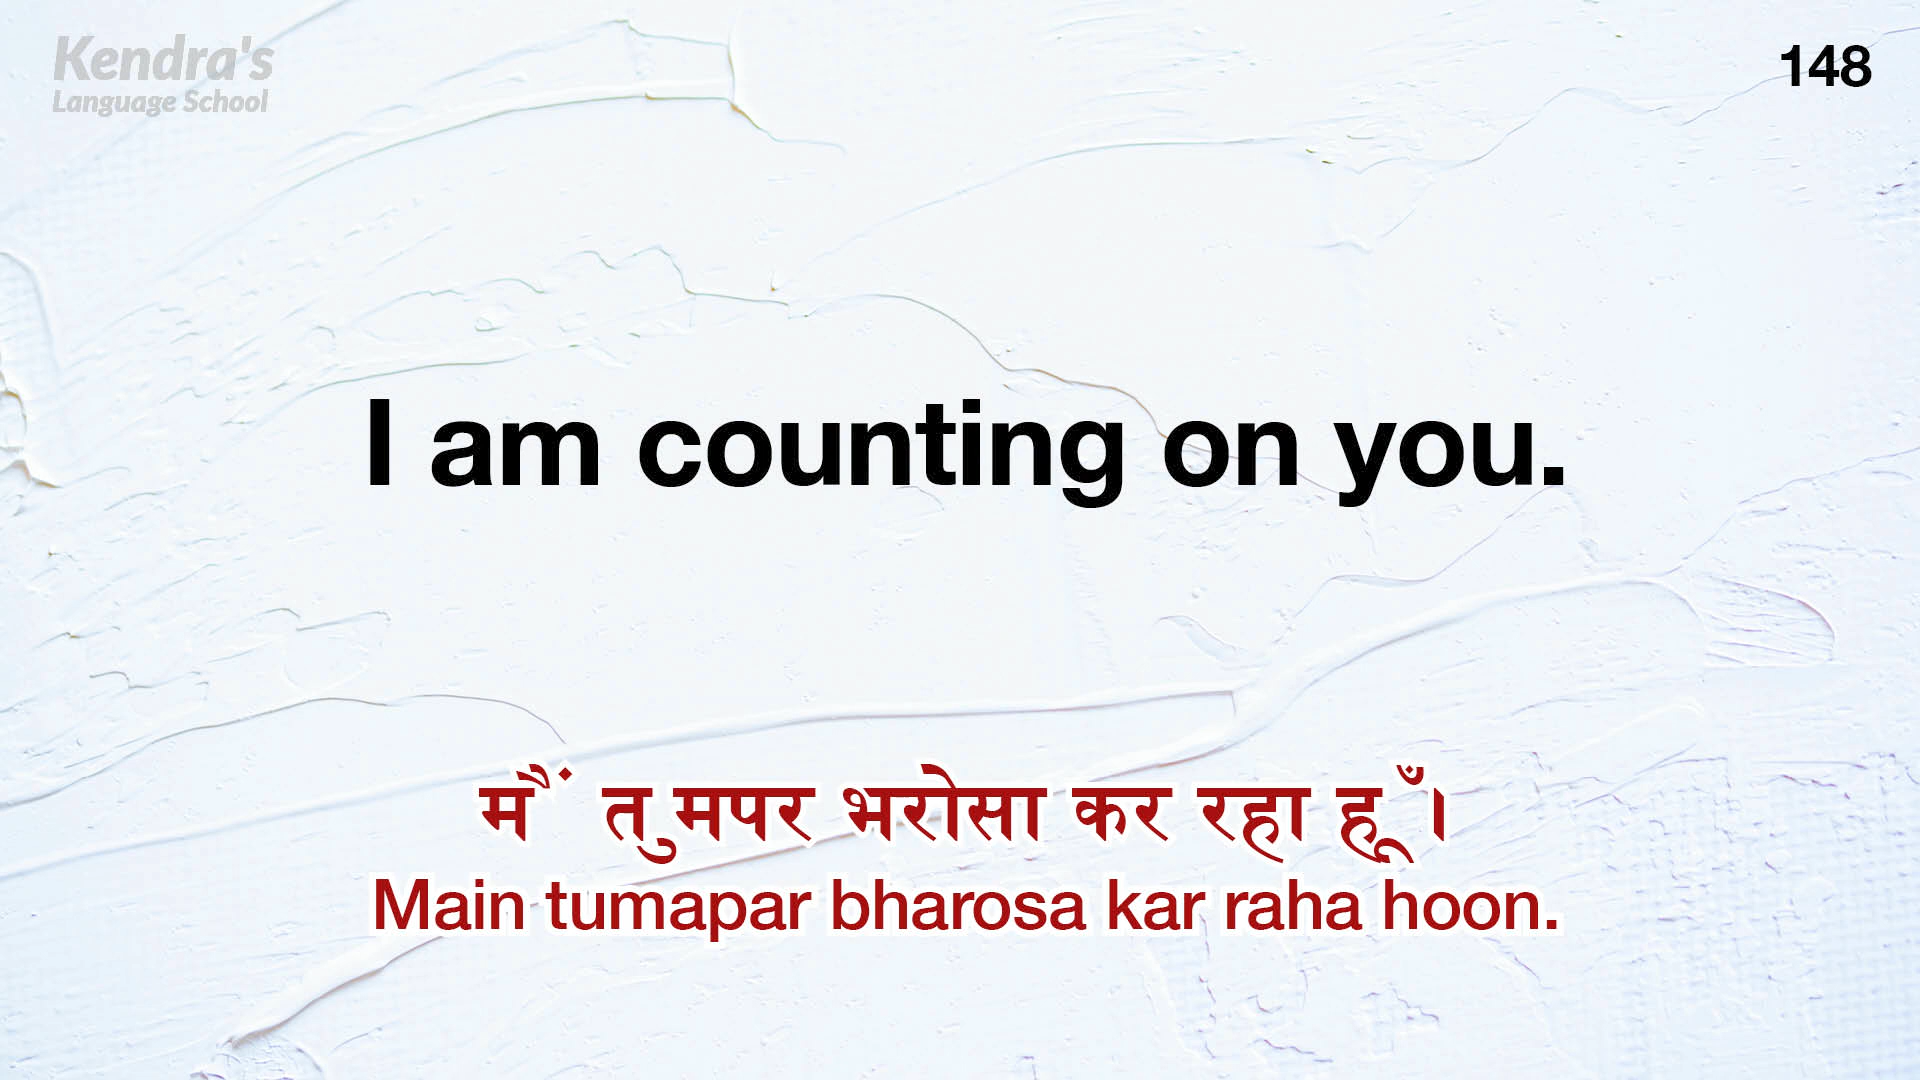 Kendra's
Language School
148
I am counting on you.
मैं तुमपर भरोसा कर रहा हूँ।
Main tumapar bharosa kar raha hoon.